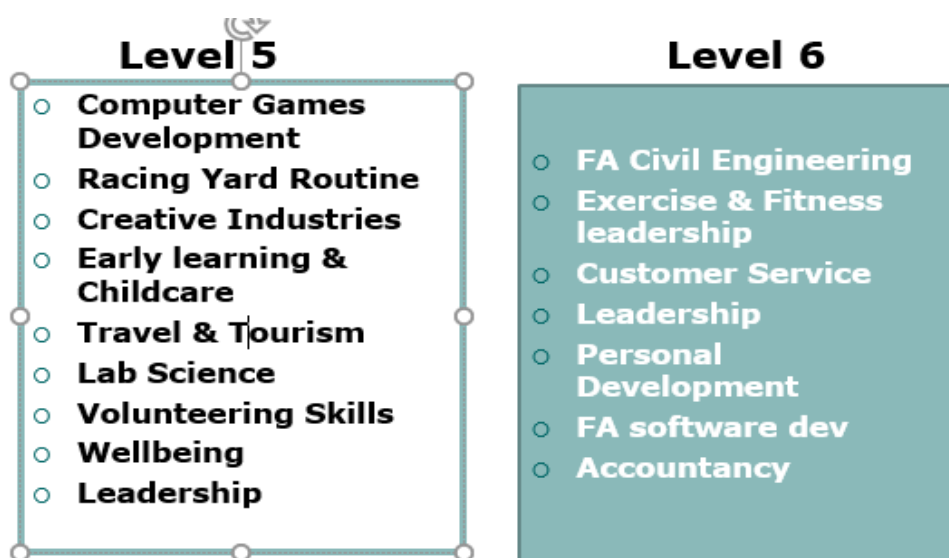 Level 5
Computer Games
Development
Racing Yard Routine
Creative Industries
Early learning &
Childcare
Travel & Tourism
Lab Science
Volunteering Skills
Wellbeing
Leadership
Level 6
FA Civil Engineering
Exercise & Fitness
leadership
Customer Service
Leadership
Personal
Development
FA software dev
Accountancy